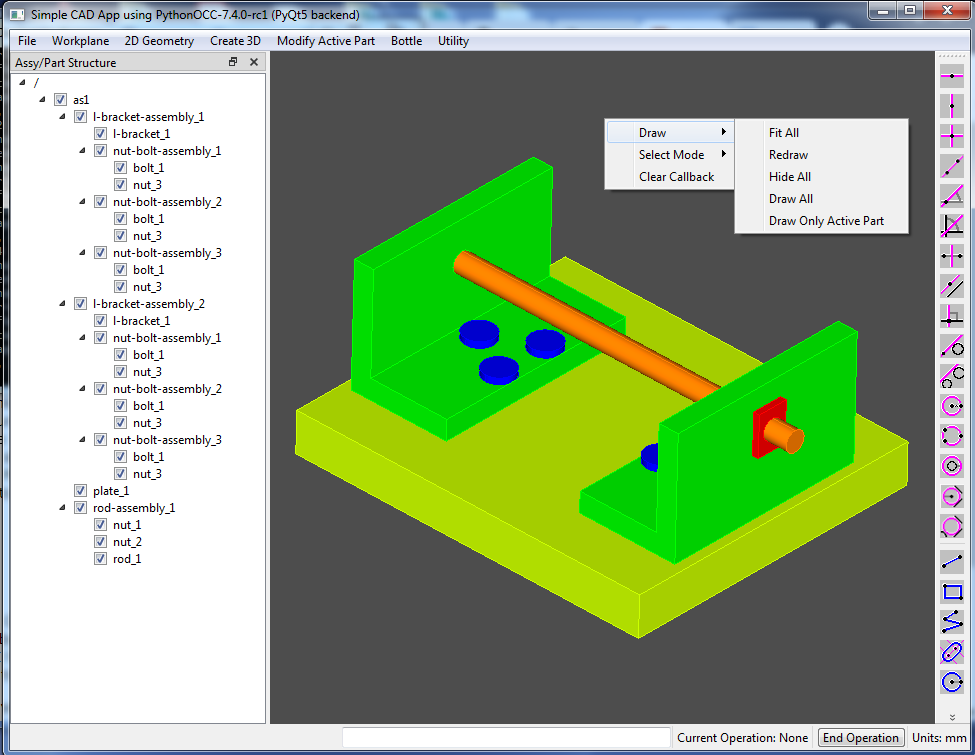 Simple CAD App using PythonOCC-7.4.0-rc1 (PyQt5 backend)
File Workplane 2D Geometry Create 3D Modify Active Part Bottle Utility
Assy/Part Structure
/
as1
l-bracket-assembly_1
l-bracket_1
nut-bolt-assembly_1
bolt_1
nut_3
nut-bolt-assembly_2
bolt_1
nut_3
nut-bolt-assembly_3
bolt_1
nut_3
l-bracket-assembly_2
l-bracket_1
nut-bolt-assembly_1
bolt_1
nut_3
nut-bolt-assembly_2
bolt_1
nut_3
nut-bolt-assembly_3
bolt_1
nut_3
plate_1
rod-assembly_1
nut_1
nut_2
rod_1
Draw
Select Mode
Clear Callback
Fit All
Redraw
Hide All
Draw All
Draw Only Active Part
Current Operation: None End Operation Units: mm